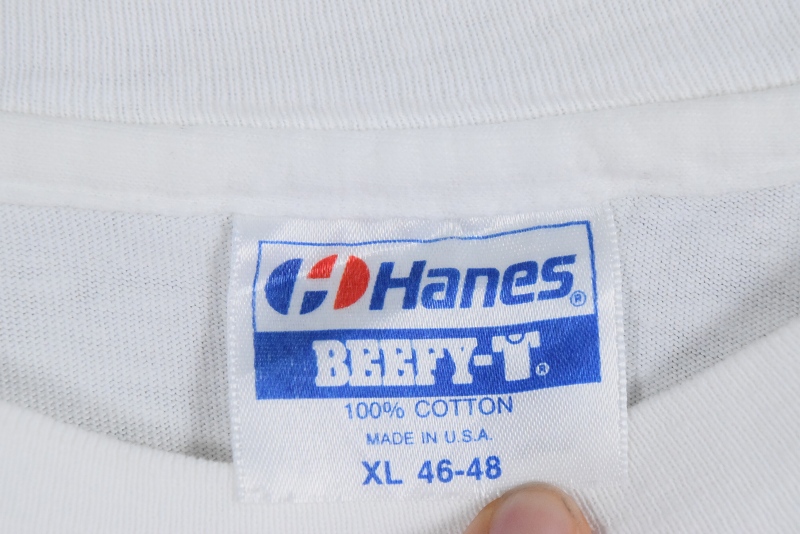 Hanes®
BEEFY-T®
100% COTTON
MADE IN U.S.A.
XL 46-48